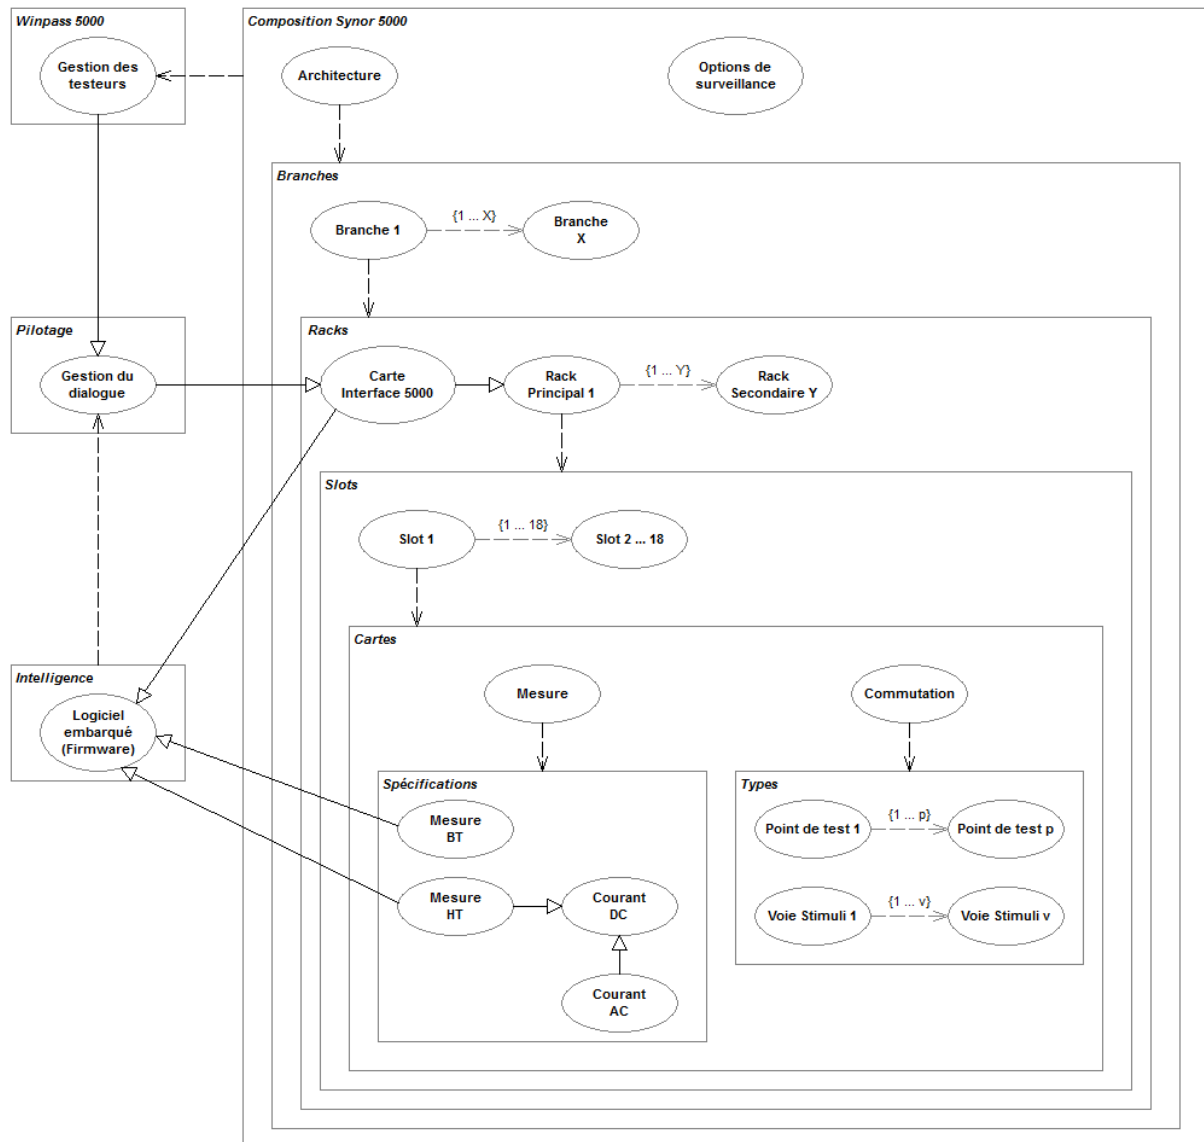 Winpass 5000
Composition Synor 5000
Gestion des
testeurs
Architecture
Options de
surveillance
Branches
Branche 1
{1 ... X}
Branche
X
Pilotage
Gestion du
dialogue
Racks
Carte
Interface 5000
Rack
Principal 1
{1 ... Y}
Rack
Secondaire Y
Slots
Slot 1
{1 ... 18}
Slot 2 ... 18
Cartes
Intelligence
Logiciel
embarqué
(Firmware)
Mesure
Commutation
Spécifications
Mesure
BT
Mesure
HT
Courant
DC
Courant
AC
Types
Point de test 1
{1 ... p}
Point de test p
Voie Stimuli 1
{1 ... v}
Voie Stimuli v